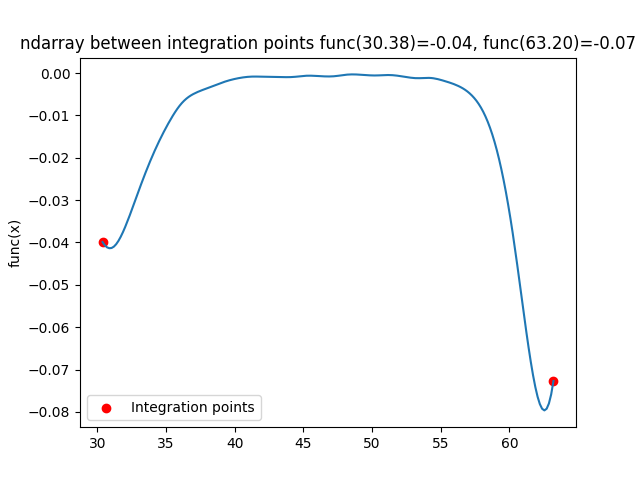 ndarray between integration points func(30.38)=-0.04, func(63.20)=-0.07
0.00
−0.01
−0.02
−0.03
−0.04
−0.05
−0.06
−0.07
−0.08
func(x)
Integration points
30 35 40 45 50 55 60